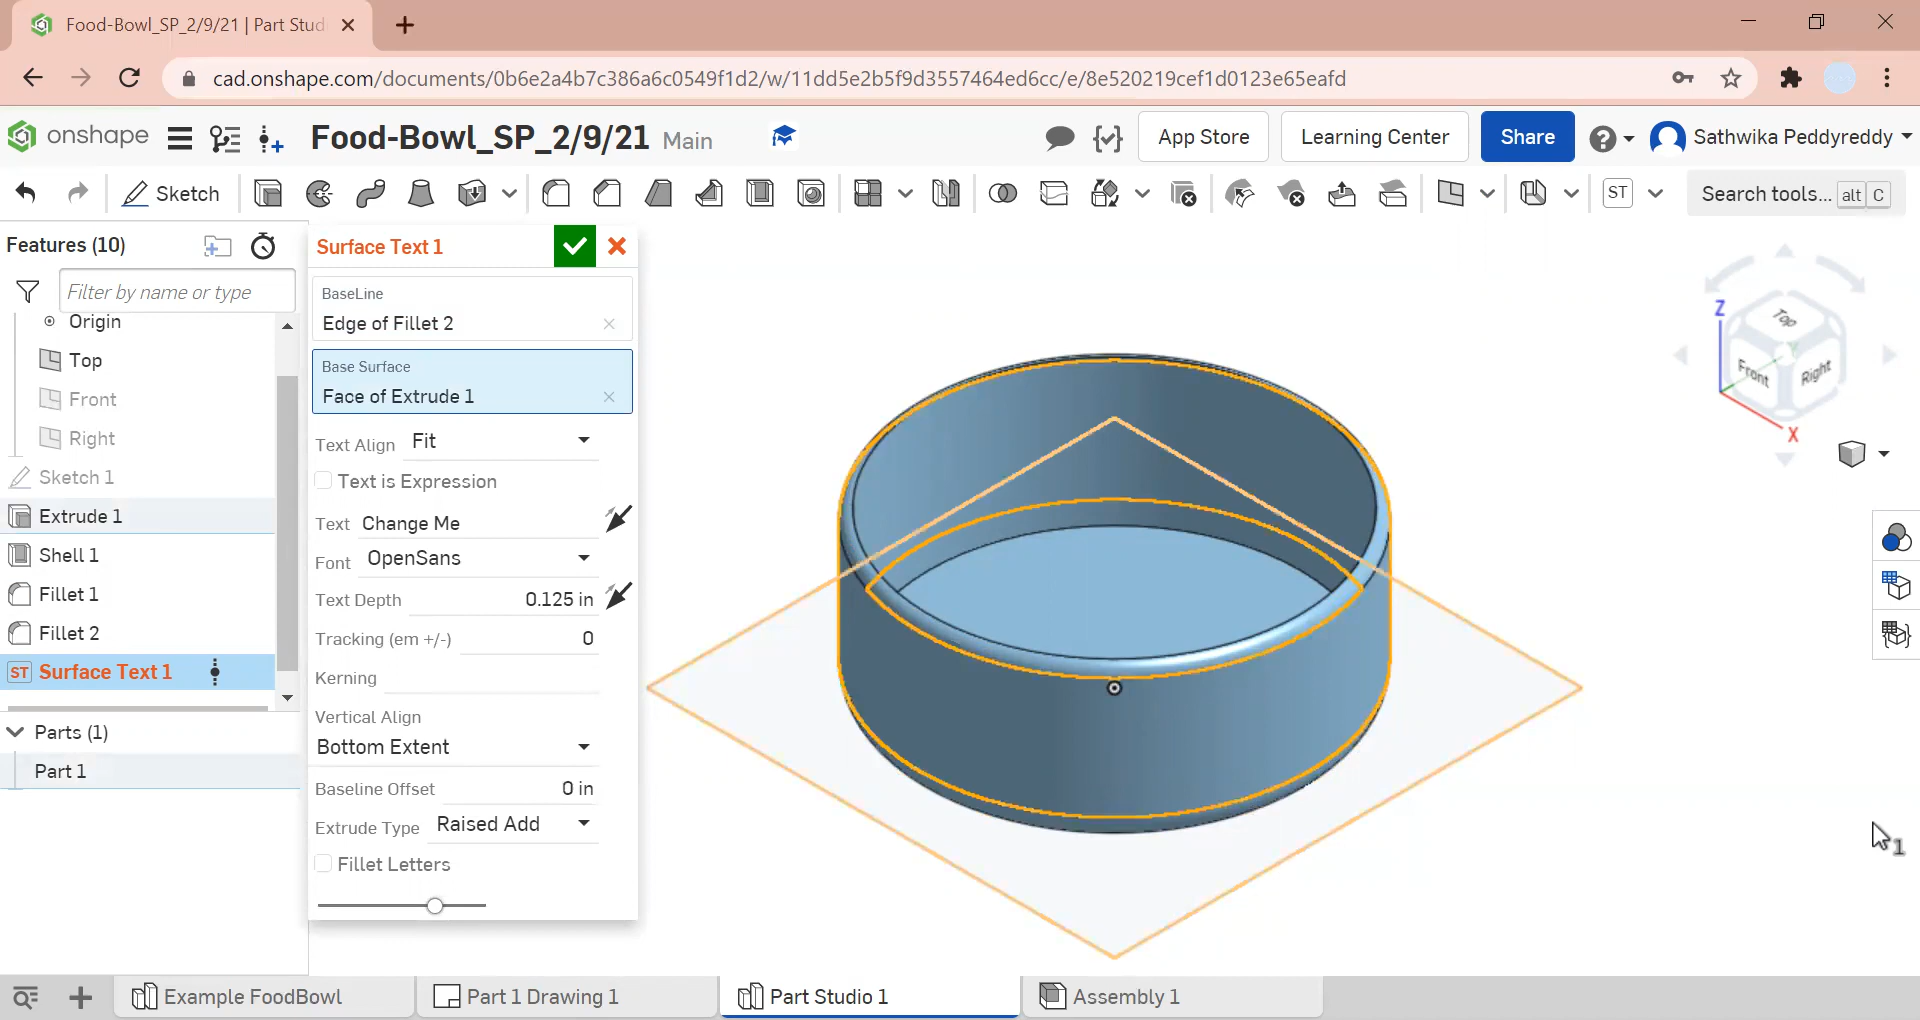 Food-Bowl_SP_2/9/21 | Part Stud
cad.onshape.com/documents/0b6e2a4b7c386a6c0549f1d2/w/11dd5e2b5f9d3557464ed6cc/e/8e520219cef1d0123e65eafd
onshape
Food-Bowl_SP_2/9/21 Main
App Store
Learning Center
Share
Sathwika Peddyreddy
Sketch
ST
Search tools... alt C
Features (10)
Filter by name or type
Origin
Top
Front
Right
Sketch 1
Extrude 1
Shell 1
Fillet 1
Fillet 2
ST Surface Text 1
Parts (1)
Part 1
Surface Text 1
BaseLine
Edge of Fillet 2
Base Surface
Face of Extrude 1
Text Align Fit
Text is Expression
Text Change Me
Font OpenSans
Text Depth 0.125 in
Tracking (em +/-) 0
Kerning
Vertical Align
Bottom Extent
Baseline Offset 0 in
Extrude Type Raised Add
Fillet Letters
Z
Top
Front
Right
X
1
Example FoodBowl
Part 1 Drawing 1
Part Studio 1
Assembly 1